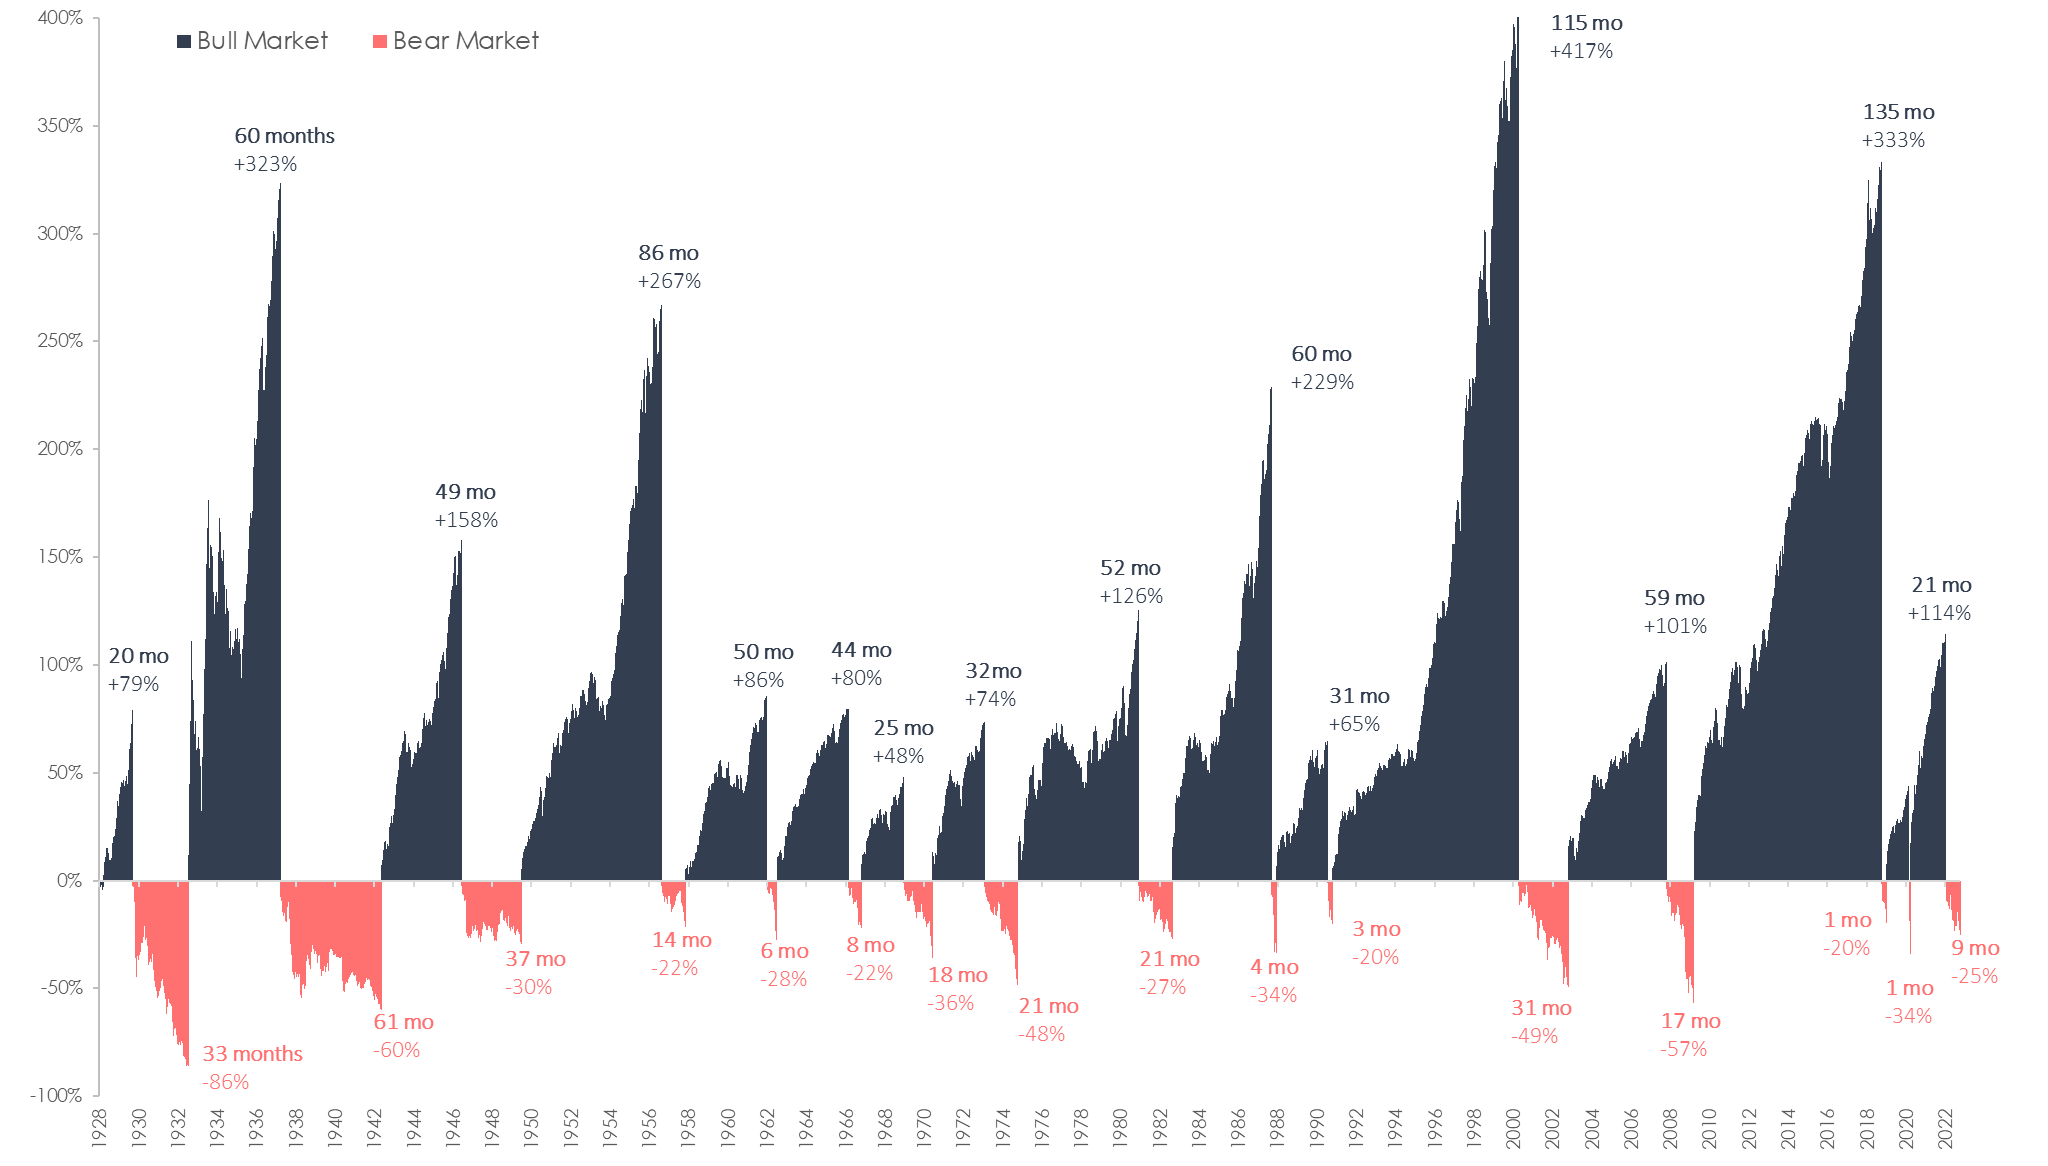 400%
350%
300%
250%
200%
150%
100%
50%
0%
-50%
-100%
Bull Market
Bear Market
20 mo
+79%
60 months
+323%
49 mo
+158%
86 mo
+267%
50 mo
+86%
44 mo
+80%
25 mo
+48%
32mo
+74%
52 mo
+126%
60 mo
+229%
31 mo
+65%
115 mo
+417%
59 mo
+101%
135 mo
+333%
21 mo
+114%
33 months
-86%
61 mo
-60%
37 mo
-30%
14 mo
-22%
6 mo
-28%
8 mo
-22%
18 mo
-36%
21 mo
-48%
21 mo
-27%
4 mo
-34%
3 mo
-20%
31 mo
-49%
17 mo
-57%
1 mo
-20%
1 mo
-34%
9 mo
-25%
1928
1930
1932
1934
1936
1938
1940
1942
1944
1946
1948
1950
1952
1954
1956
1958
1960
1962
1964
1966
1968
1970
1972
1974
1976
1978
1980
1982
1984
1986
1988
1990
1992
1994
1996
1998
2000
2002
2004
2006
2008
2010
2012
2014
2016
2018
2020
2022